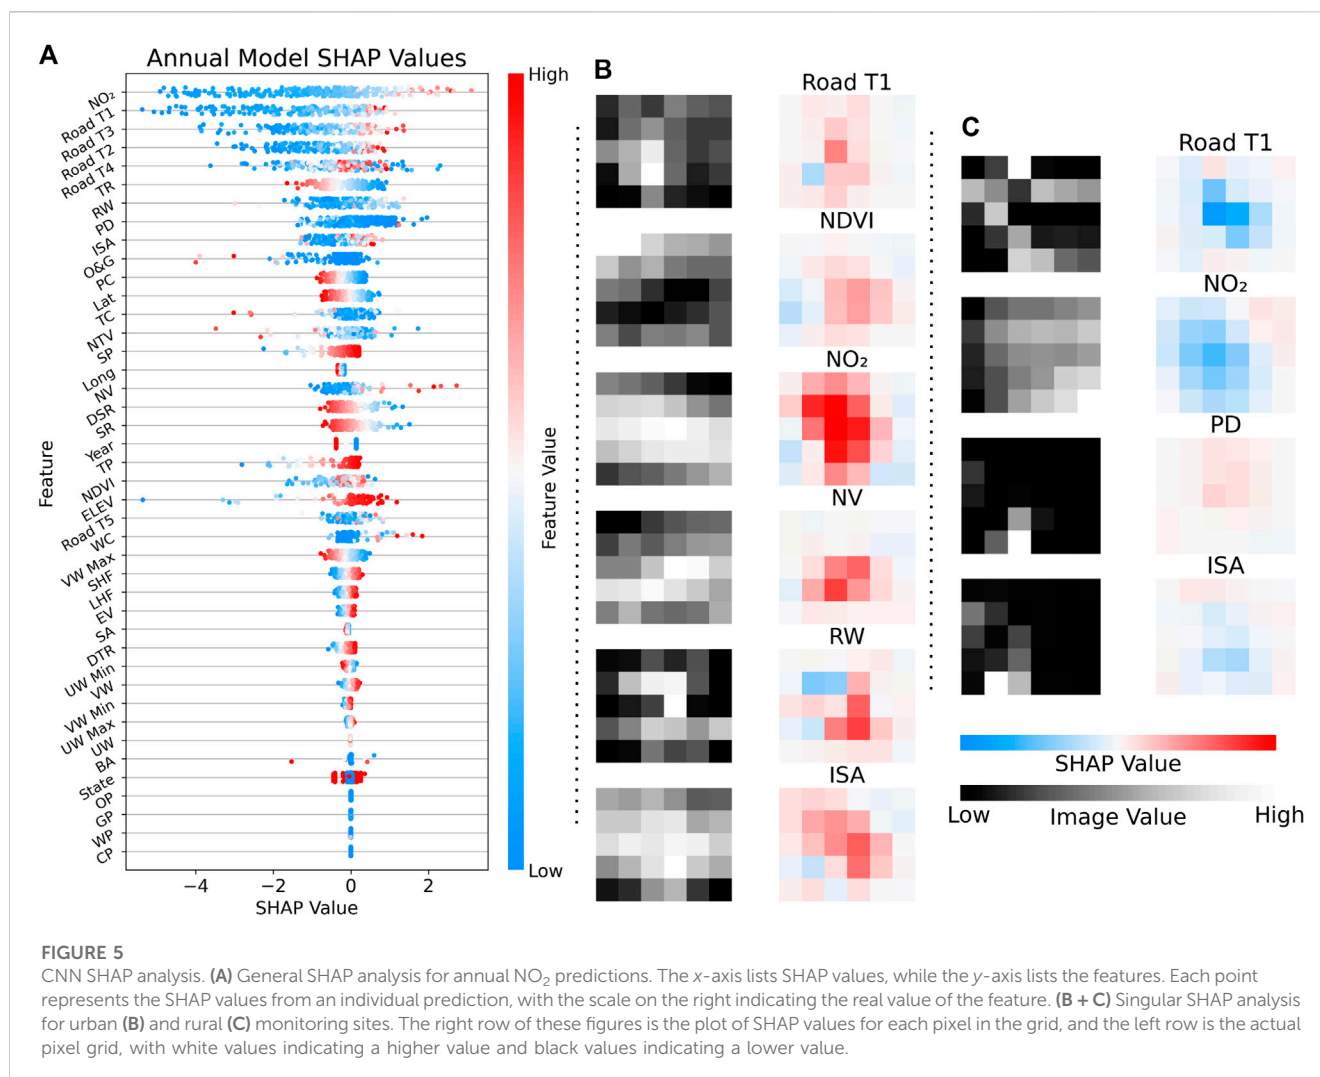 A
Annual Model SHAP Values
NO₂
Road T1
Road T3
Road T2
Road T4
TR
RW
PD
ISA
O&G
PC
Lat
TC
NTV
SP
Long
NV
DSR
SR
Year
TP
NDVI
ELEV
Road T5
WC
VW Max
SHF
LHF
EV
SA
DTR
UW Min
VW
VW Min
UW Max
UW
BA
State
OP
GP
WP
CP
Feature
−4
−2
0
2
SHAP Value
High
Low
Feature Value
B
Road T1
NDVI
NO₂
NV
RW
ISA
C
Road T1
NO₂
PD
ISA
SHAP Value
Low
Image Value
High
FIGURE 5
CNN SHAP analysis. (A) General SHAP analysis for annual NO₂ predictions. The x-axis lists SHAP values, while the y-axis lists the features. Each point
represents the SHAP values from an individual prediction, with the scale on the right indicating the real value of the feature. (B + C) Singular SHAP analysis
for urban (B) and rural (C) monitoring sites. The right row of these figures is the plot of SHAP values for each pixel in the grid, and the left row is the actual
pixel grid, with white values indicating a higher value and black values indicating a lower value.